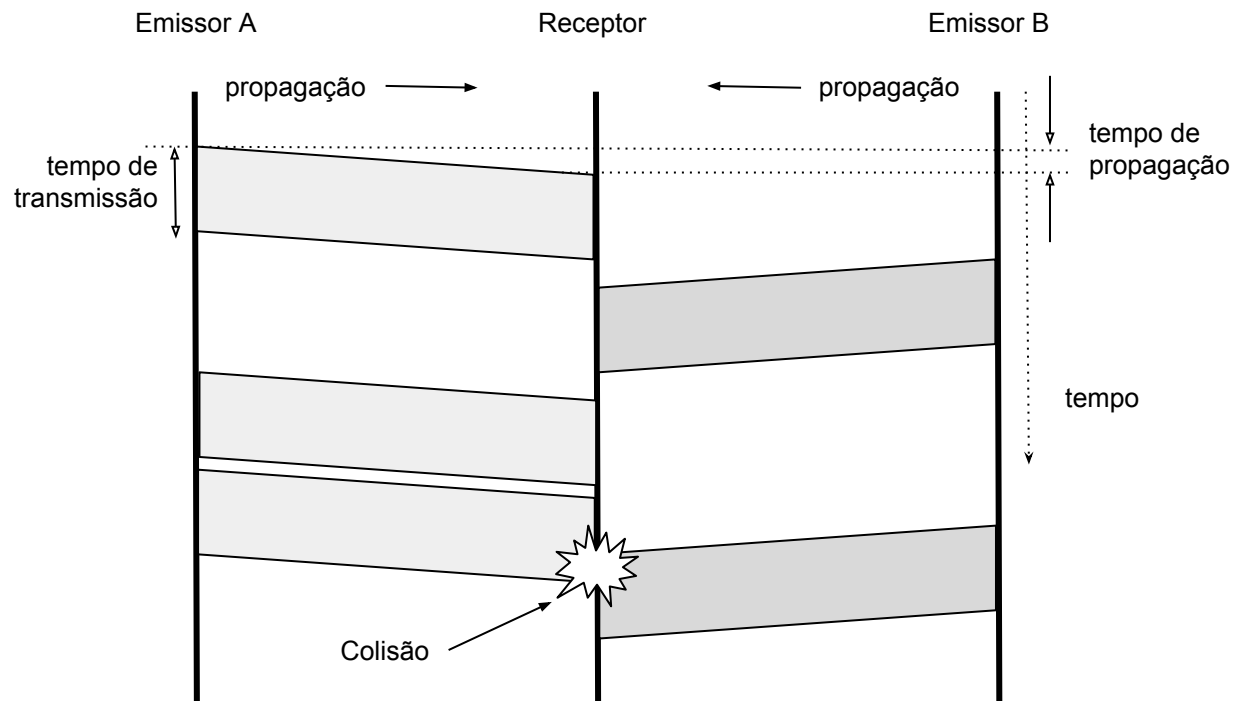 Emissor A
Receptor
Emissor B
propagação
propagação
tempo de
propagação
tempo de
transmissão
tempo
Colisão